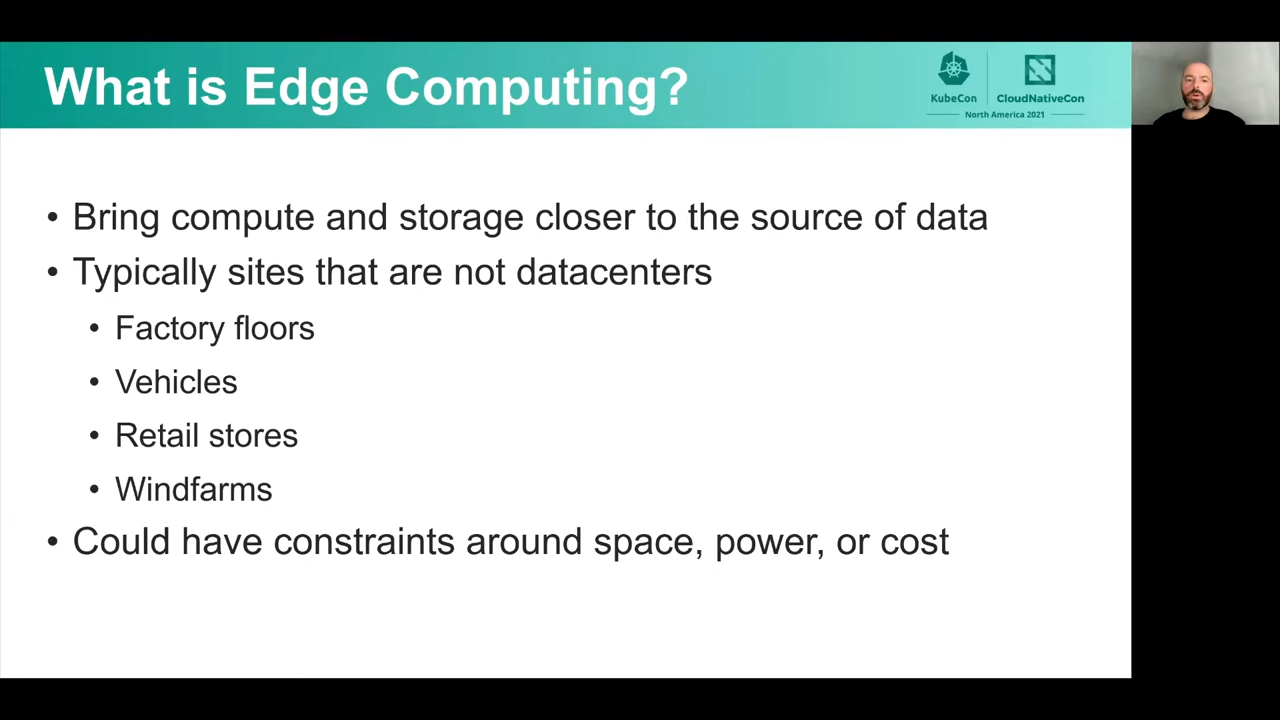 What is Edge Computing?
KubeCon
CloudNativeCon
North America 2021
• Bring compute and storage closer to the source of data
• Typically sites that are not datacenters
• Factory floors
• Vehicles
• Retail stores
• Windfarms
• Could have constraints around space, power, or cost